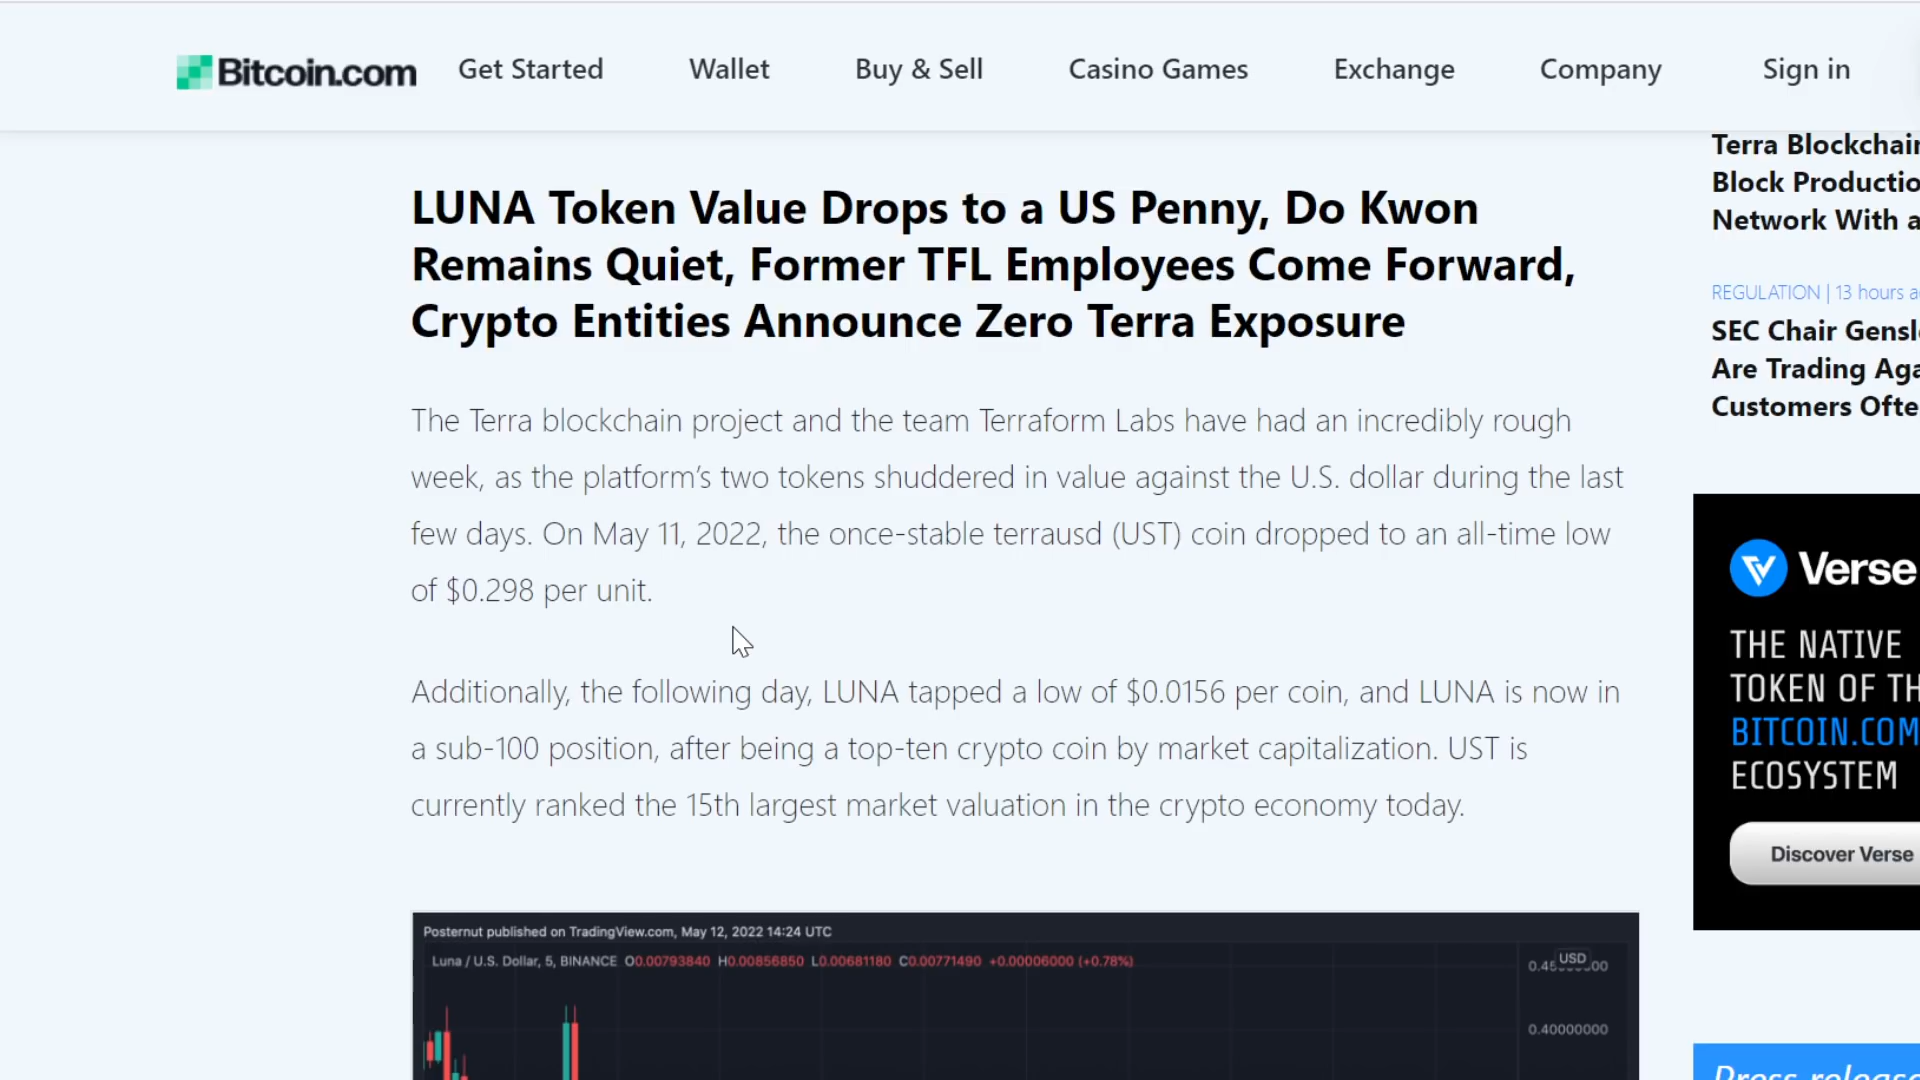 Bitcoin.com
Get Started
Wallet
Buy & Sell
Casino Games
Exchange
Company
Sign in
LUNA Token Value Drops to a US Penny, Do Kwon
Remains Quiet, Former TFL Employees Come Forward,
Crypto Entities Announce Zero Terra Exposure
The Terra blockchain project and the team Terraform Labs have had an incredibly rough
week, as the platform’s two tokens shuddered in value against the U.S. dollar during the last
few days. On May 11, 2022, the once-stable terrausd (UST) coin dropped to an all-time low
of $0.298 per unit.
Additionally, the following day, LUNA tapped a low of $0.0156 per coin, and LUNA is now in
a sub-100 position, after being a top-ten crypto coin by market capitalization. UST is
currently ranked the 15th largest market valuation in the crypto economy today.
Posternut published on TradingView.com, May 12, 2022 14:24 UTC
Luna / U.S. Dollar, 5, BINANCE O0.00793840 H0.00856850 L0.00681180 C0.00771490 +0.00006000 (+0.78%)
USD
0.40000000
Terra
Block
Network With a
REGULATION | 13 hours
SEC Chair
Are Trading
Customers
Verse
THE NATIVE
TOKEN OF
BITCOIN.COM
ECOSYSTEM
Discover Verse
Press